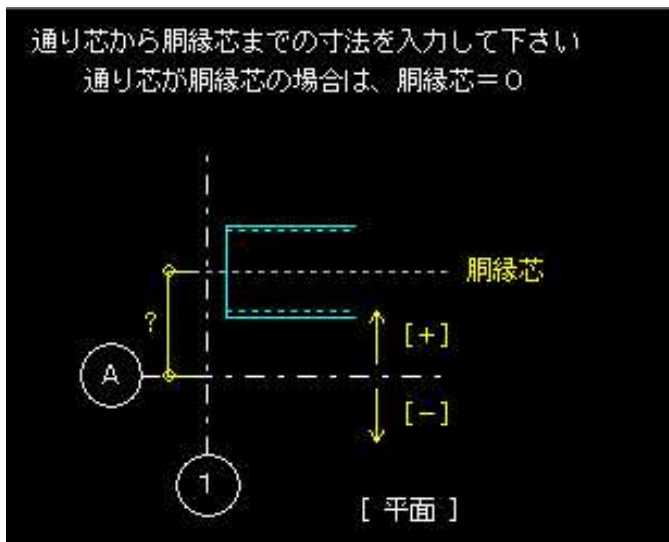 通り芯から胴縁芯までの寸法を入力して下さい
通り芯が胴縁芯の場合は、胴縁芯=0
胴縁芯
?
[+]
A
[-]
1
[ 平面 ]